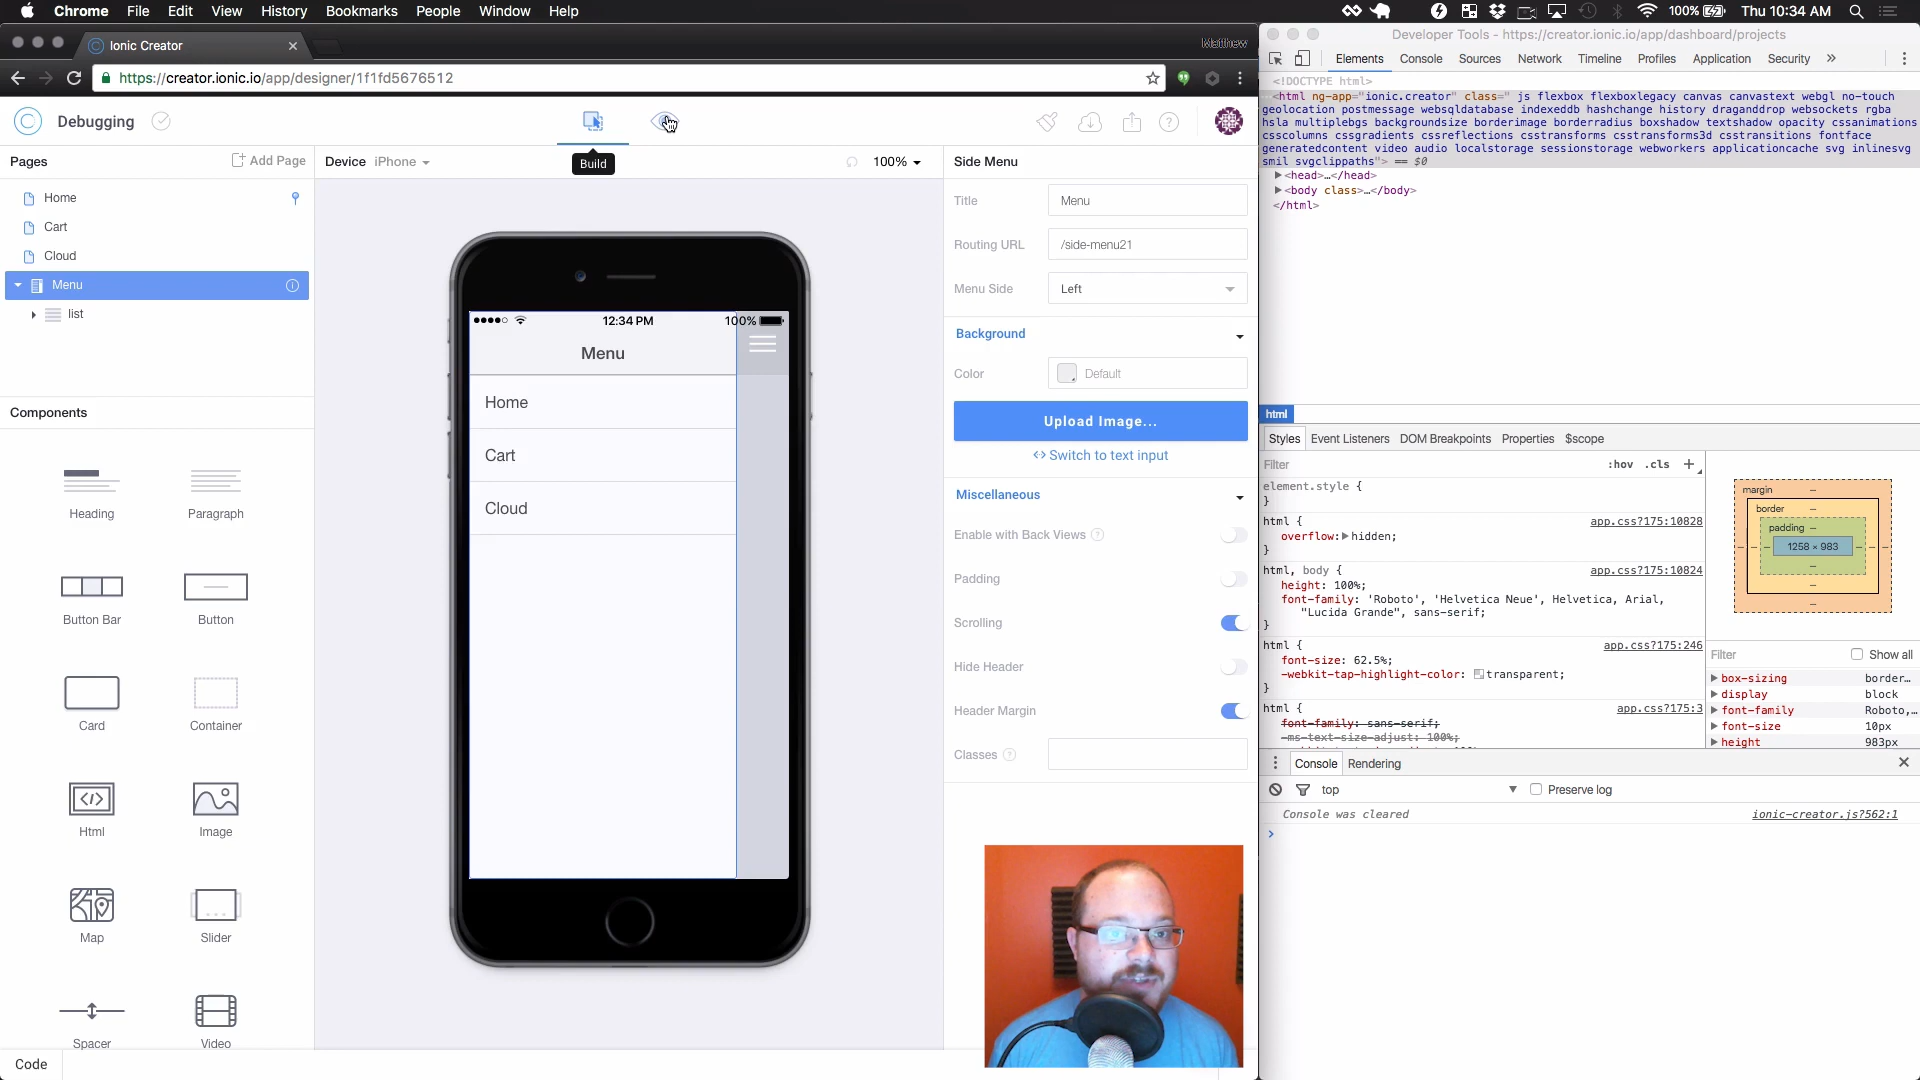 Chrome File Edit View History Bookmarks People Window Help
100% Thu 10:34 AM
Ionic Creator
Matthew
https://creator.ionic.io/app/designer/1f1fd5676512
Debugging
Build
Pages
Add Page
Home
Cart
Cloud
Menu
list
Components
Heading
Paragraph
Button Bar
Button
Card
Container
Html
Image
Map
Slider
Spacer
Video
Code
Device iPhone
100%
12:34 PM
100%
Menu
Home
Cart
Cloud
Side Menu
Title Menu
Routing URL /side-menu21
Menu Side Left
Background
Color Default
Upload Image...
<> Switch to text input
Miscellaneous
Enable with Back Views ?
Padding
Scrolling
Hide Header
Header Margin
Classes ?
Developer Tools - https://creator.ionic.io/app/dashboard/projects
Elements Console Sources Network Timeline Profiles Application Security »
<!DOCTYPE html>
<html ng-app="ionic.creator" class=" js flexbox flexboxlegacy canvas canvastext webgl no-touch
geolocation postmessage websqldatabase indexeddb hashchange history draganddrop websockets rgba
hsla multiplebgs backgroundsize borderimage borderradius boxshadow textshadow opacity cssanimations
csscolumns cssgradients cssreflections csstransforms csstransforms3d csstransitions fontface
generatedcontent video audio localstorage sessionstorage webworkers applicationcache svg inlinesvg
smil svgclippaths"> == $0
<head>…</head>
<body class>…</body>
</html>
html
Styles Event Listeners DOM Breakpoints Properties $scope
Filter :hov .cls +
element.style {
}
html { app.css?175:10828
overflow: hidden;
}
html, body { app.css?175:10824
height: 100%;
font-family: 'Roboto', 'Helvetica Neue', Helvetica, Arial,
"Lucida Grande", sans-serif;
}
html { app.css?175:246
font-size: 62.5%;
-webkit-tap-highlight-color: transparent;
}
html { app.css?175:3
font-family: sans-serif;
-ms-text-size-adjust: 100%;
margin –
border –
padding –
1258 × 983
Filter Show all
box-sizing border…
display block
font-family Roboto,…
font-size 10px
height 983px
Console Rendering
top Preserve log
Console was cleared ionic-creator.js?562:1